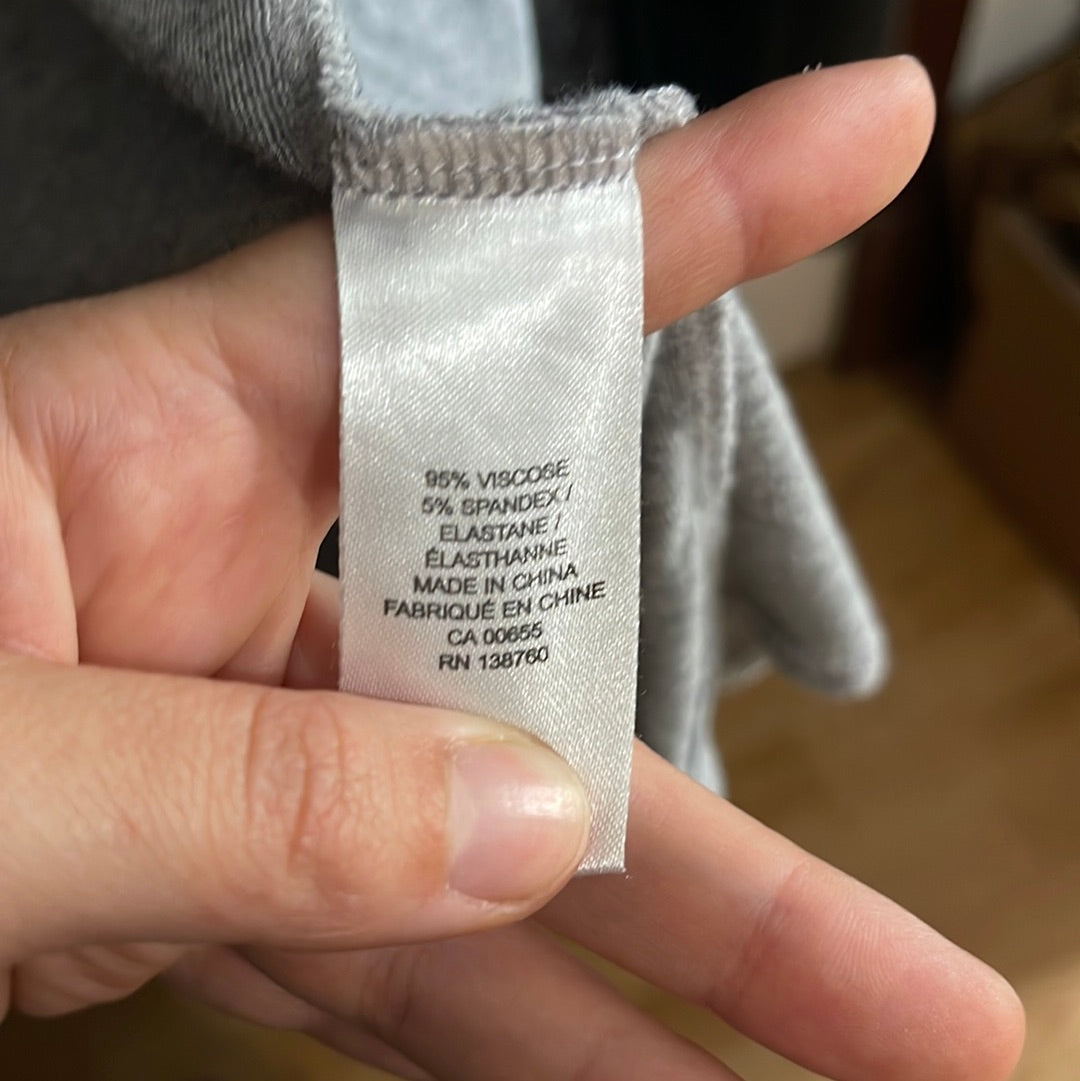 95% VISCOSE
5% SPANDEX /
ELASTANE /
ÉLASTHANNE
MADE IN CHINA
FABRIQUÉ EN CHINE
CA 00655
RN 138760